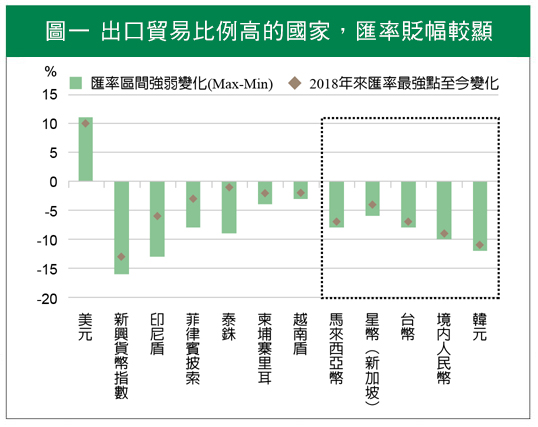 圖一 出口貿易比例高的國家，匯率貶幅較顯
%
匯率區間強弱變化(Max-Min)
2018年來匯率最強點至今變化
15
10
5
0
-5
-10
-15
-20
美元
新興貨幣指數
印尼盾
菲律賓披索
泰銖
柬埔寨里耳
越南盾
馬來西亞幣
星幣（新加坡）
台幣
境内人民幣
韓元